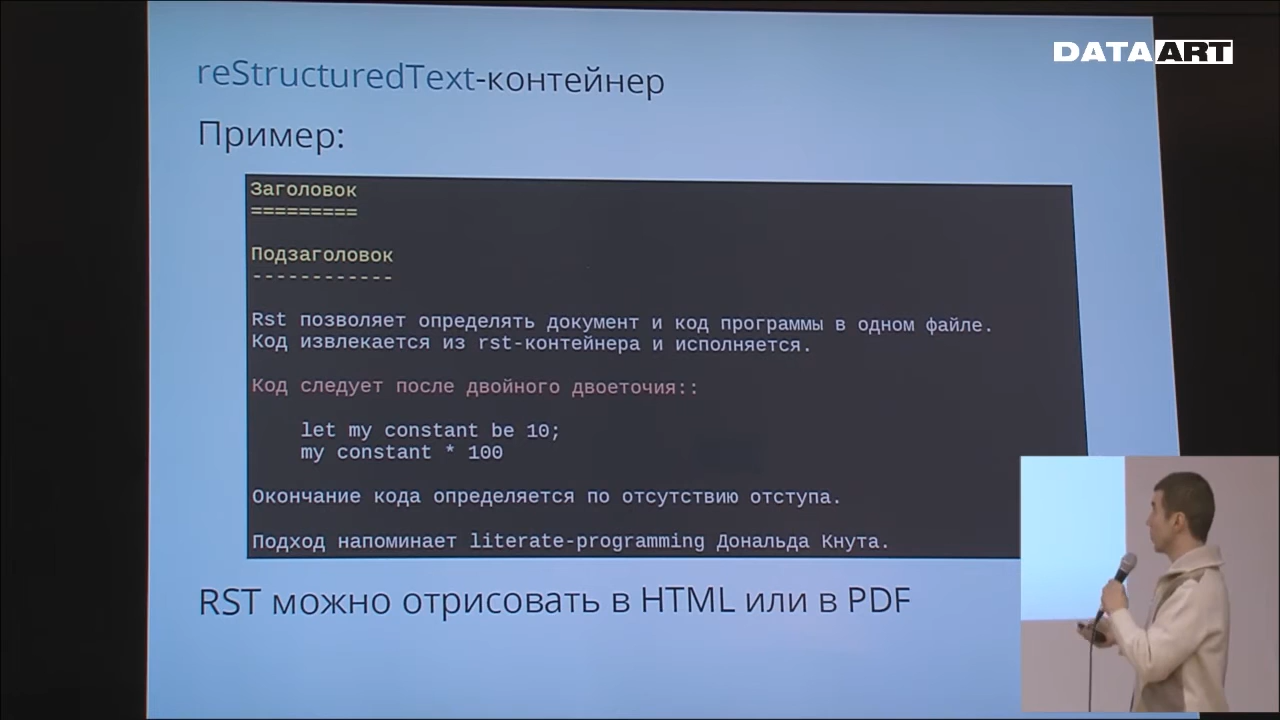 DATAART
reStructuredText-контейнер
Пример:
Заголовок
=========
Подзаголовок
------------
Rst позволяет определять документ и код программы в одном файле.
Код извлекается из rst-контейнера и исполняется.
Код следует после двойного двоеточия::
let my constant be 10;
my constant * 100
Окончание кода определяется по отсутствию отступа.
Подход напоминает literate-programming Дональда Кнута.
RST можно отрисовать в HTML или в PDF